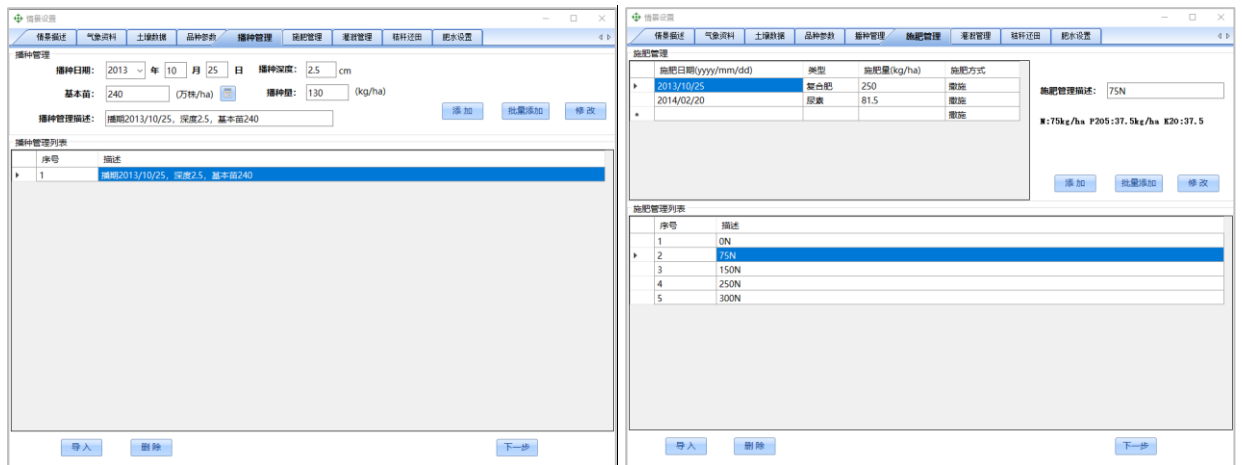 情景设置
情景描述 气象资料 土壤数据 品种参数 播种管理 施肥管理 灌溉管理 秸秆还田 肥水设置
播种管理
播种日期： 2013 年 10 月 25 日 播种深度： 2.5 cm
基本苗： 240 (万株/ha) 播种量： 130 (kg/ha)
播种管理描述： 播期2013/10/25，深度2.5，基本苗240
添加 批量添加 修改
播种管理列表
序号 描述
1 播期2013/10/25，深度2.5，基本苗240
导入 删除 下一步
情景设置
情景描述 气象资料 土壤数据 品种参数 播种管理 施肥管理 灌溉管理 秸秆还田 肥水设置
施肥管理
施肥日期(yyyy/mm/dd) 类型 施肥量(kg/ha) 施肥方式
2013/10/25 复合肥 250 撒施
2014/02/20 尿素 81.5 撒施
撒施
施肥管理描述： 75N
N:75kg/ha P2O5:37.5kg/ha K2O:37.5
添加 批量添加 修改
施肥管理列表
序号 描述
1 0N
2 75N
3 150N
4 250N
5 300N
导入 删除 下一步